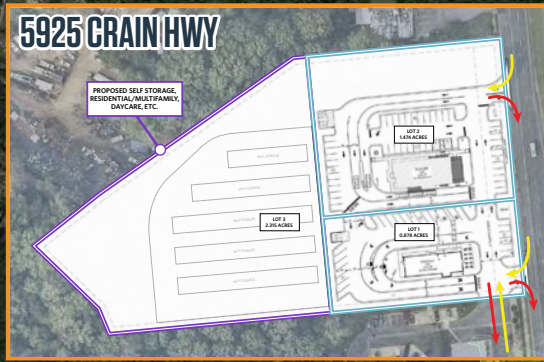 5925 CRAIN HWY
PROPOSED SELF STORAGE,
RESIDENTIAL/MULTIFAMILY,
DAYCARE, ETC.
LOT 2
1.474 ACRES
LOT 3
2.315 ACRES
LOT 1
0.878 ACRES